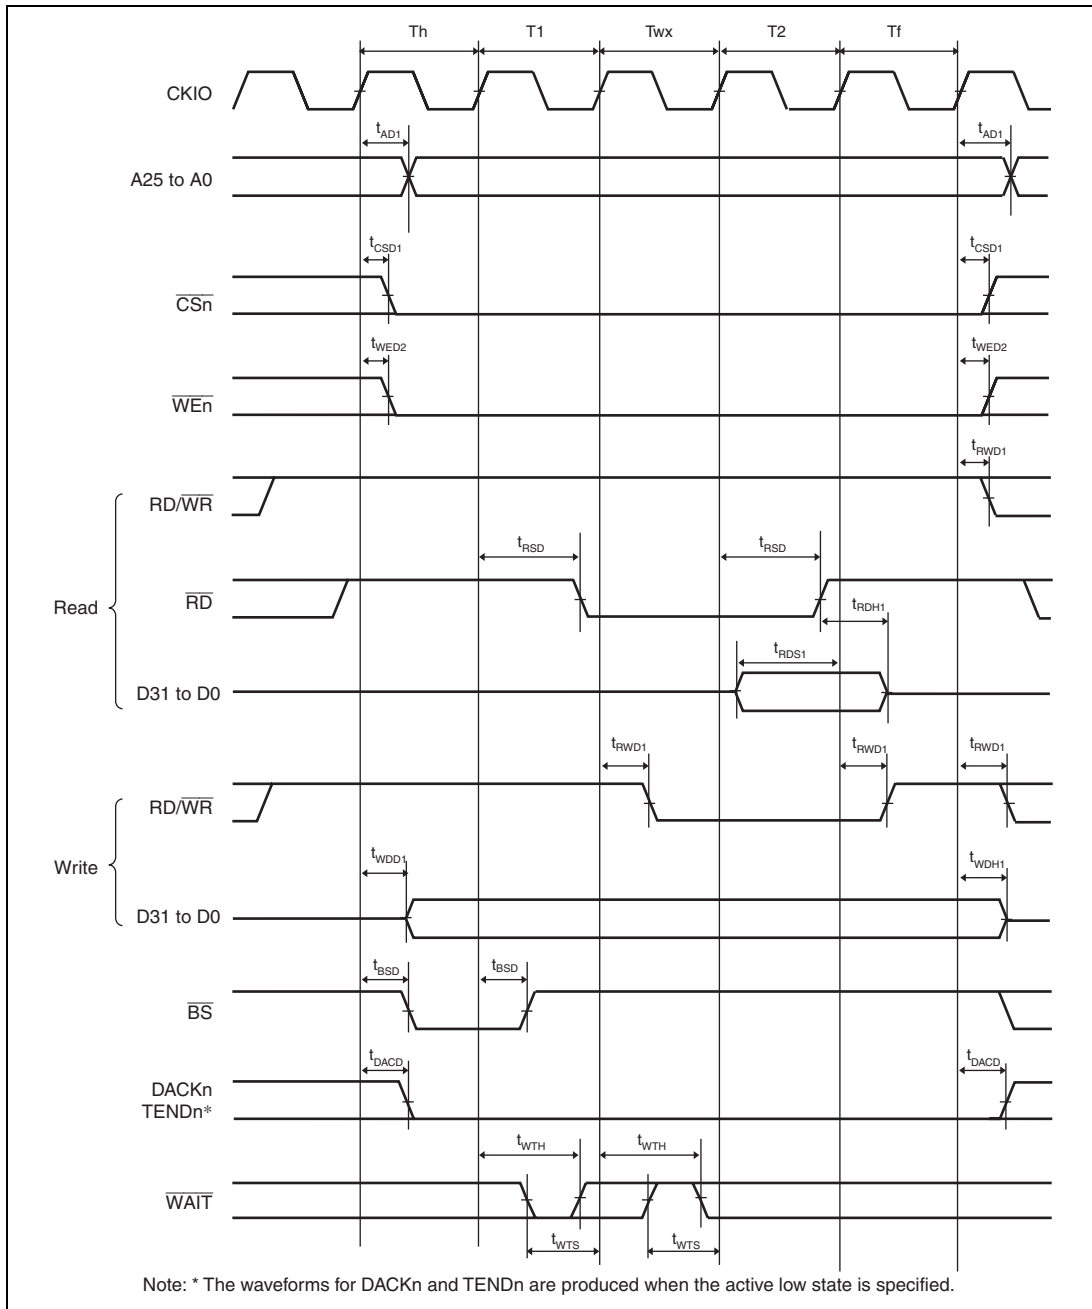 Th T1 Twx T2 Tf
CKIO
tAD1 tAD1
A25 to A0
tCSD1 tCSD1
CSn
tWED2 tWED2
WEn
tRWD1
RD/WR
tRSD tRSD
Read
RD
tRDH1
tRDS1
D31 to D0
tRWD1 tRWD1 tRWD1
RD/WR
Write
tWDD1 tWDH1
D31 to D0
tBSD tBSD
BS
tDACD tDACD
DACKn
TENDn*
tWTH tWTH
WAIT
tWTS tWTS
Note: * The waveforms for DACKn and TENDn are produced when the active low state is specified.